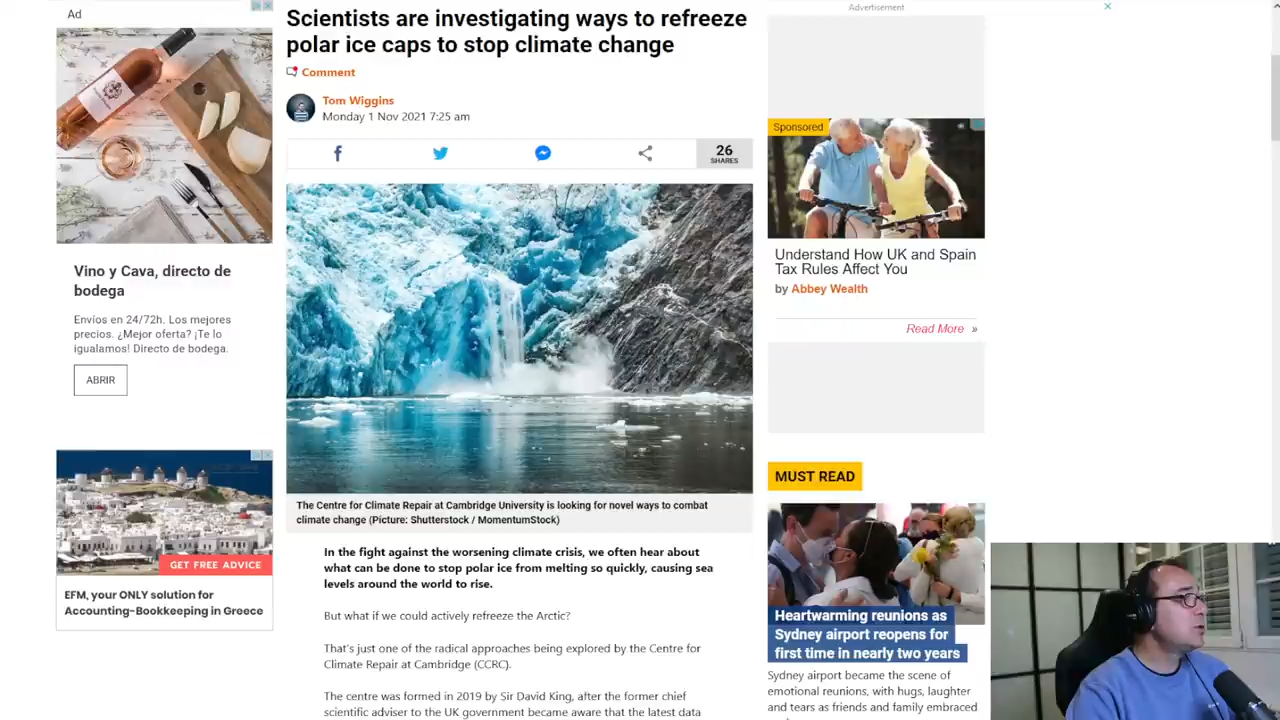 Ad
Vino y Cava, directo de
bodega
Envíos en 24/72h. Los mejores
precios. ¿Mejor oferta? ¡Te lo
igualamos! Directo de bodega.
ABRIR
GET FREE ADVICE
EFM, your ONLY solution for
Accounting-Bookkeeping in Greece
Scientists are investigating ways to refreeze
polar ice caps to stop climate change
Comment
Tom Wiggins
Monday 1 Nov 2021 7:25 am
26
SHARES
The Centre for Climate Repair at Cambridge University is looking for novel ways to combat
climate change (Picture: Shutterstock / MomentumStock)
In the fight against the worsening climate crisis, we often hear about
what can be done to stop polar ice from melting so quickly, causing sea
levels around the world to rise.
But what if we could actively refreeze the Arctic?
That's just one of the radical approaches being explored by the Centre for
Climate Repair at Cambridge (CCRC).
The centre was formed in 2019 by Sir David King, after the former chief
scientific adviser to the UK government became aware that the latest data
Advertisement
Sponsored
Understand How UK and Spain
Tax Rules Affect You
by Abbey Wealth
Read More »
MUST READ
Heartwarming reunions as
Sydney airport reopens for
first time in nearly two years
Sydney airport became the scene of
emotional reunions, with hugs, laughter
and tears as friends and family embraced